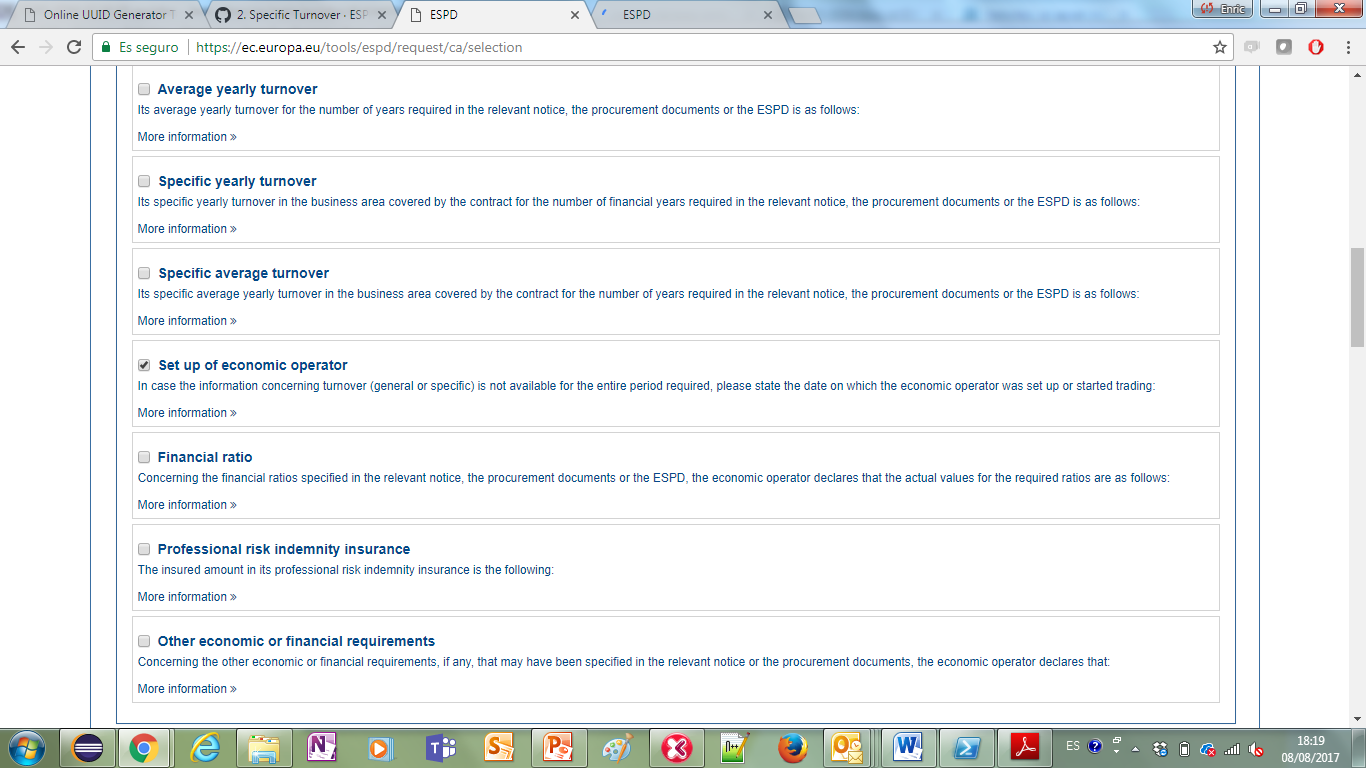 Online UUID Generator T
2. Specific Turnover · ESP
ESPD
ESPD
Enric
Es seguro
https://ec.europa.eu/tools/espd/request/ca/selection
Average yearly turnover
Its average yearly turnover for the number of years required in the relevant notice, the procurement documents or the ESPD is as follows:
More information »
Specific yearly turnover
Its specific yearly turnover in the business area covered by the contract for the number of financial years required in the relevant notice, the procurement documents or the ESPD is as follows:
More information »
Specific average turnover
Its specific average yearly turnover in the business area covered by the contract for the number of years required in the relevant notice, the procurement documents or the ESPD is as follows:
More information »
Set up of economic operator
In case the information concerning turnover (general or specific) is not available for the entire period required, please state the date on which the economic operator was set up or started trading:
More information »
Financial ratio
Concerning the financial ratios specified in the relevant notice, the procurement documents or the ESPD, the economic operator declares that the actual values for the required ratios are as follows:
More information »
Professional risk indemnity insurance
The insured amount in its professional risk indemnity insurance is the following:
More information »
Other economic or financial requirements
Concerning the other economic or financial requirements, if any, that may have been specified in the relevant notice or the procurement documents, the economic operator declares that:
More information »
ES
18:19
08/08/2017